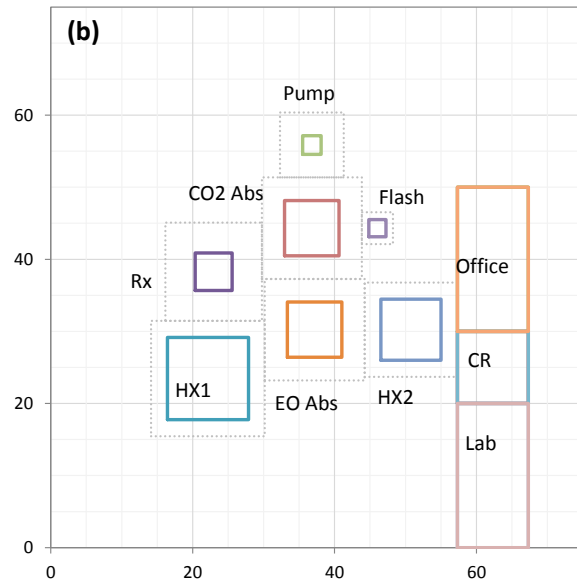 (b)
60
Pump
CO2 Abs
Flash
40
Rx
Office
HX1
EO Abs
HX2
CR
20
Lab
0
0 20 40 60